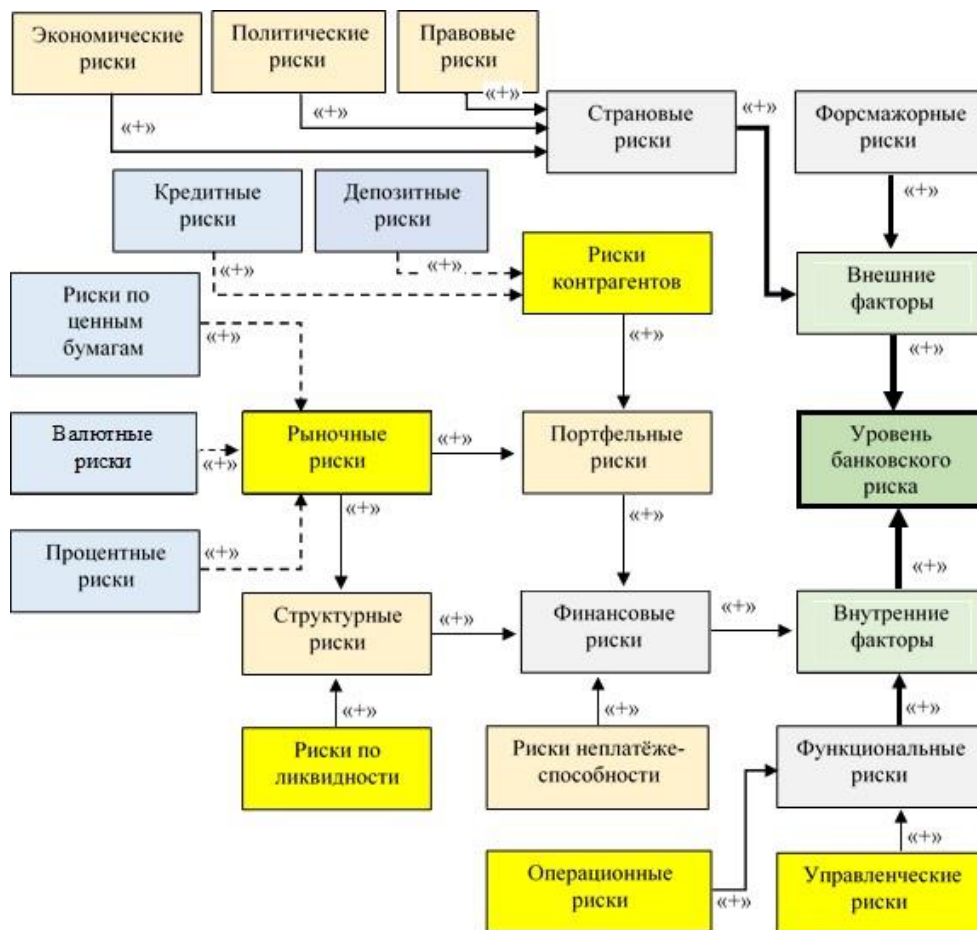 Экономические
риски
Политические
риски
Правовые
риски
«+»
«+»
«+»
Страновые
риски
«+»
Форсмажорные
риски
«+»
Кредитные
риски
Депозитные
риски
«+»
«+»
Риски
контрагентов
Внешние
факторы
Риски по
ценным
бумагам
«+»
«+»
«+»
Валютные
риски
«+»
Рыночные
риски
«+»
Портфельные
риски
Уровень
банковского
риска
«+»
«+»
Процентные
риски
«+»
«+»
Структурные
риски
«+»
Финансовые
риски
«+»
Внутренние
факторы
«+»
«+»
«+»
Риски по
ликвидности
Риски неплатёже-
способности
Функциональные
риски
«+»
Операционные
риски
«+»
Управленческие
риски